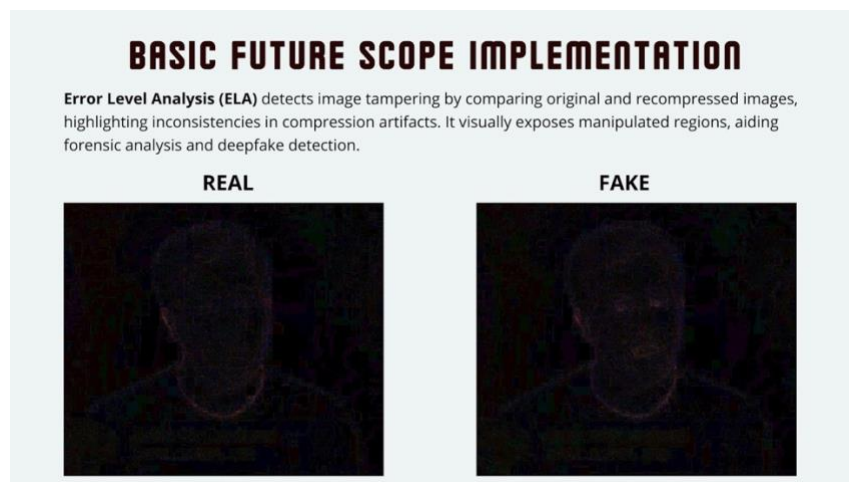 BASIC FUTURE SCOPE IMPLEMENTATION
Error Level Analysis (ELA) detects image tampering by comparing original and recompressed images,
highlighting inconsistencies in compression artifacts. It visually exposes manipulated regions, aiding
forensic analysis and deepfake detection.
REAL
FAKE